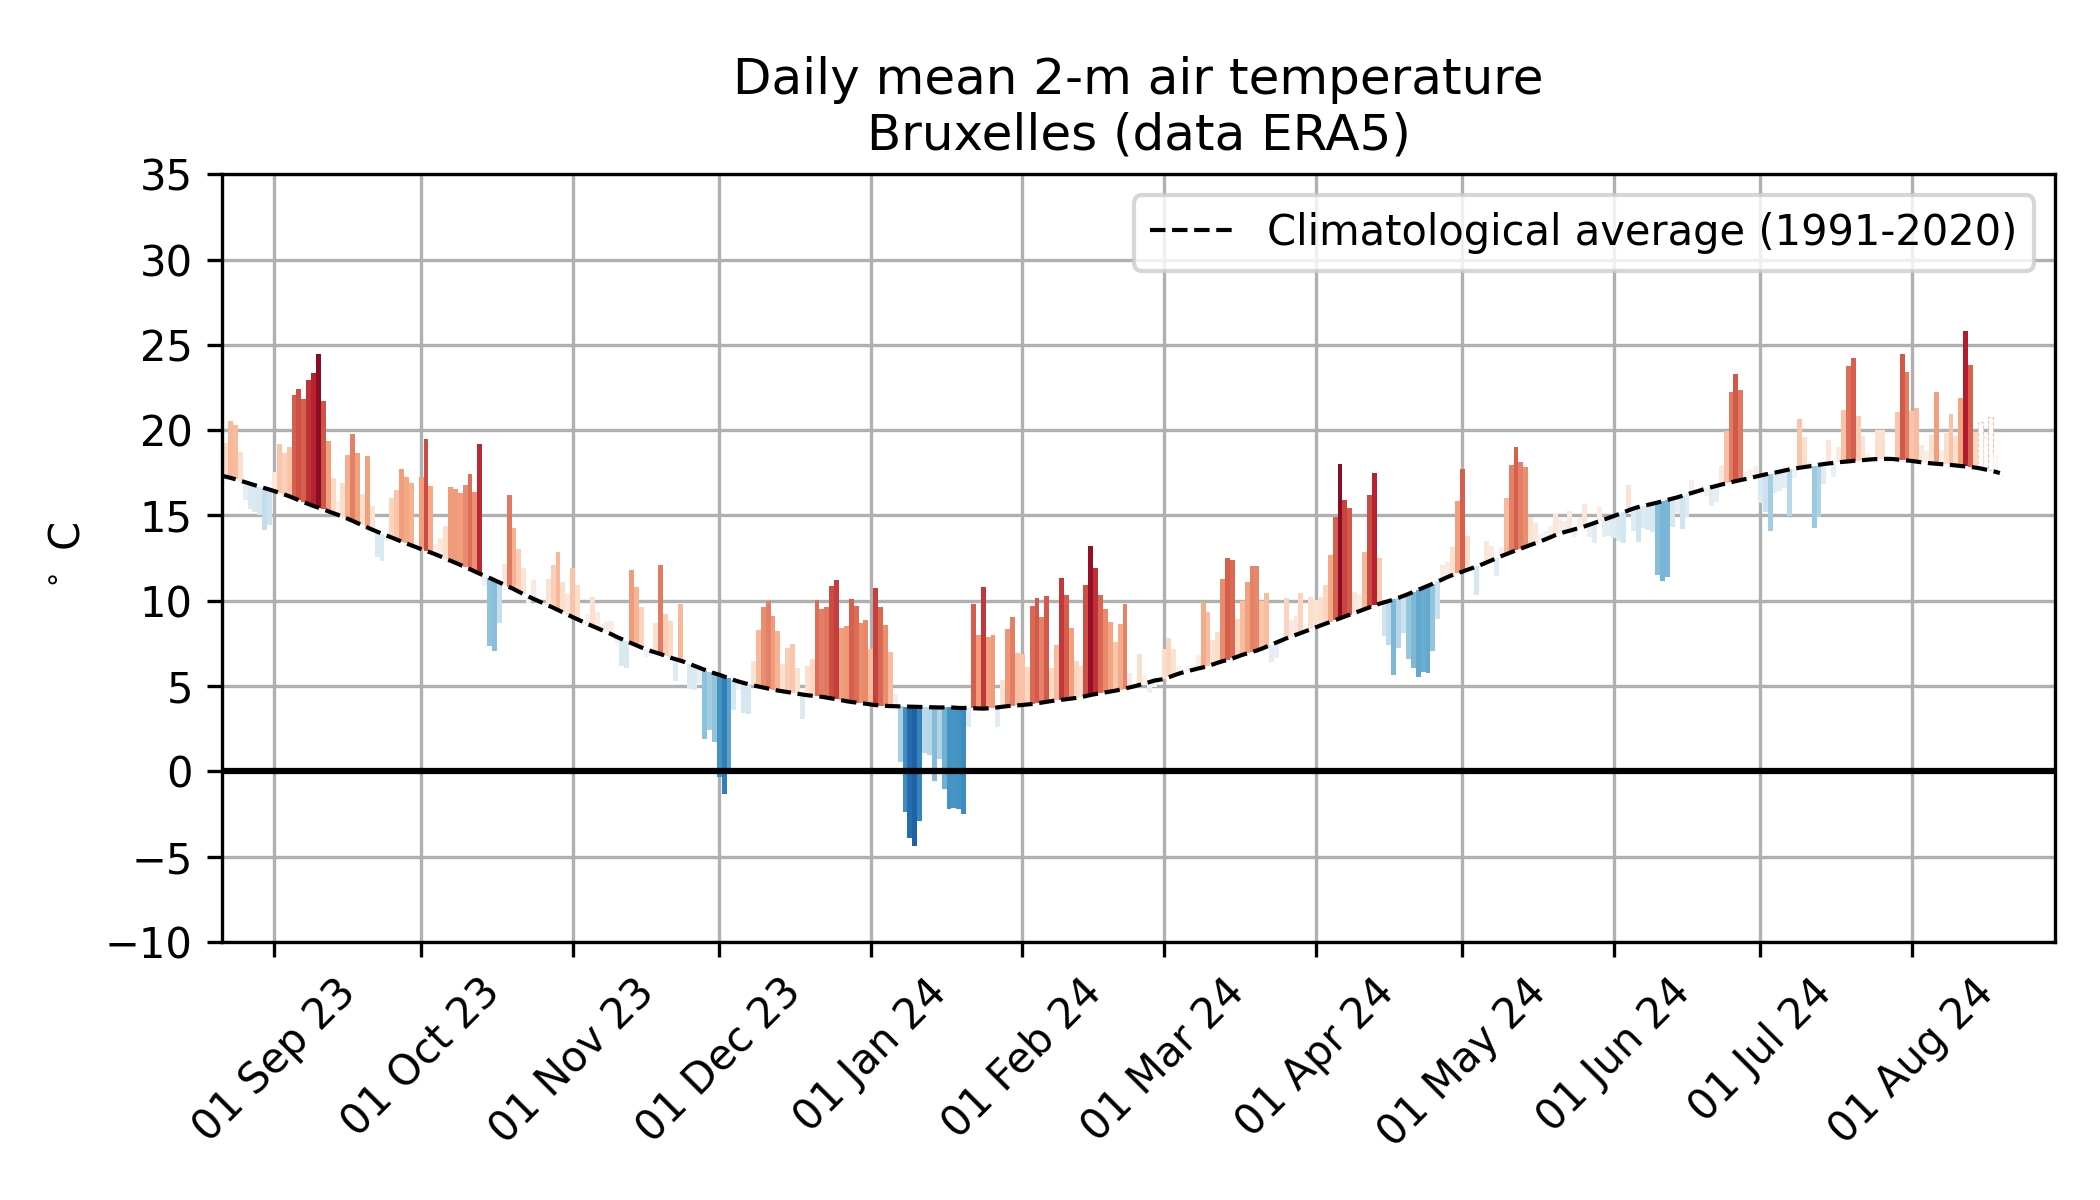 Daily mean 2-m air temperature
Bruxelles (data ERA5)
Climatológical average (1991-2020)
° C
35
30
25
20
15
10
5
0
−5
−10
01 Sep 23
01 Oct 23
01 Nov 23
01 Dec 23
01 Jan 24
01 Feb 24
01 Mar 24
01 Apr 24
01 May 24
01 Jun 24
01 Jul 24
01 Aug 24